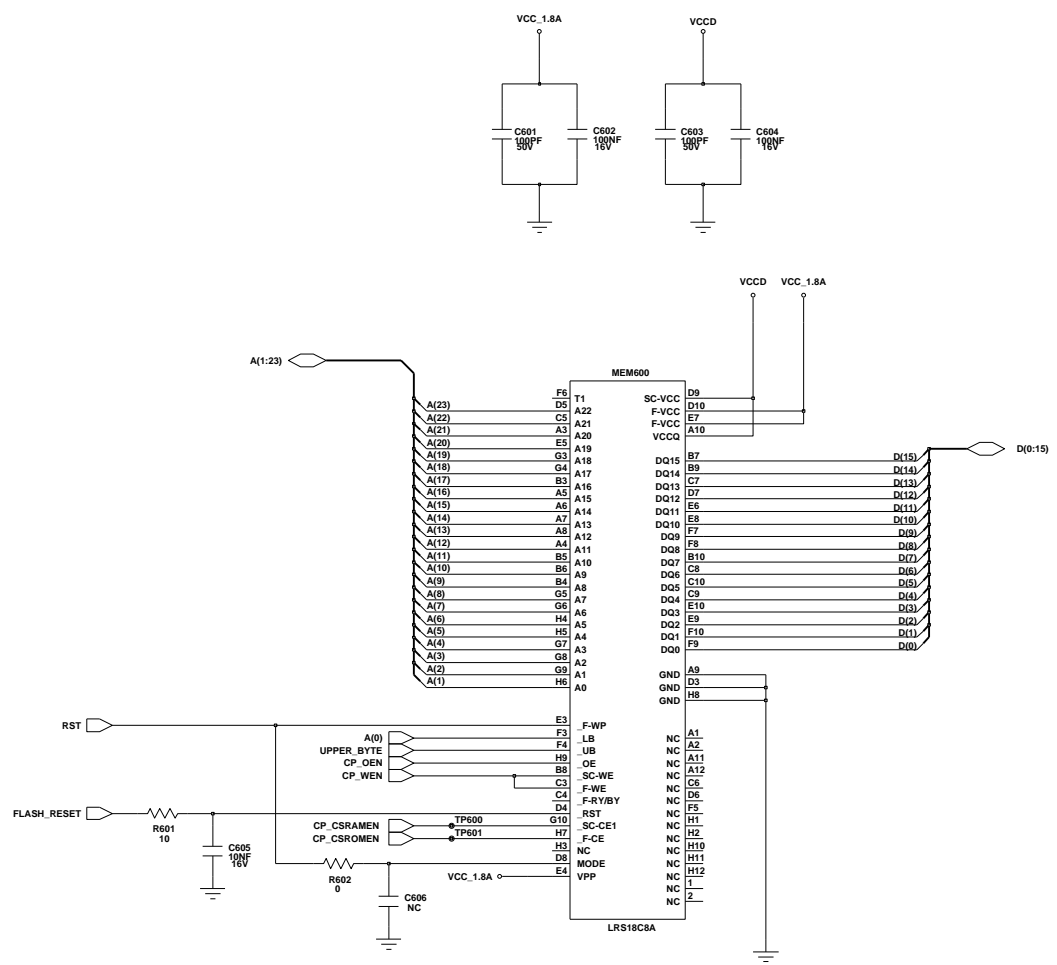 VCC_1.8A
VCCD
C601
100PF
50V
C602
100NF
16V
C603
100PF
50V
C604
100NF
16V
VCCD
VCC_1.8A
A(1:23)
D(0:15)
MEM600
F6 T1
A(23) D5 A22
A(22) C5 A21
A(21) A3 A20
A(20) E5 A19
A(19) G3 A18
A(18) G4 A17
A(17) B3 A16
A(16) A5 A15
A(15) A6 A14
A(14) A7 A13
A(13) A8 A12
A(12) A4 A11
A(11) B5 A10
A(10) B6 A9
A(9) B4 A8
A(8) G5 A7
A(7) G6 A6
A(6) H4 A5
A(5) H5 A4
A(4) G7 A3
A(3) G8 A2
A(2) G9 A1
A(1) H6 A0
SC-VCC D9
F-VCC D10
F-VCC E7
VCCQ A10
DQ15 B7 D(15)
DQ14 B9 D(14)
DQ13 C7 D(13)
DQ12 D7 D(12)
DQ11 E6 D(11)
DQ10 E8 D(10)
DQ9 F7 D(9)
DQ8 F8 D(8)
DQ7 B10 D(7)
DQ6 C8 D(6)
DQ5 C10 D(5)
DQ4 C9 D(4)
DQ3 E10 D(3)
DQ2 E9 D(2)
DQ1 F10 D(1)
DQ0 F9 D(0)
GND A9
GND D3
GND H8
RST E3 _F-WP
A(0) F3 _LB
UPPER_BYTE F4 _UB
CP_OEN H9 _OE
CP_WEN B8 _SC-WE
C3 _F-WE
C4 _F-RY/BY
FLASH_RESET D4 _RST
R601
10
C605
10NF
16V
CP_CSRAMEN TP600 G10 _SC-CE1
CP_CSROMEN TP601 H7 _F-CE
H3 NC
D8 MODE
R602
0
VCC_1.8A E4 VPP
C606
NC
NC A1
NC A2
NC A11
NC A12
NC C6
NC D6
NC F5
NC H1
NC H2
NC H10
NC H11
NC H12
NC 1
NC 2
LRS18C8A